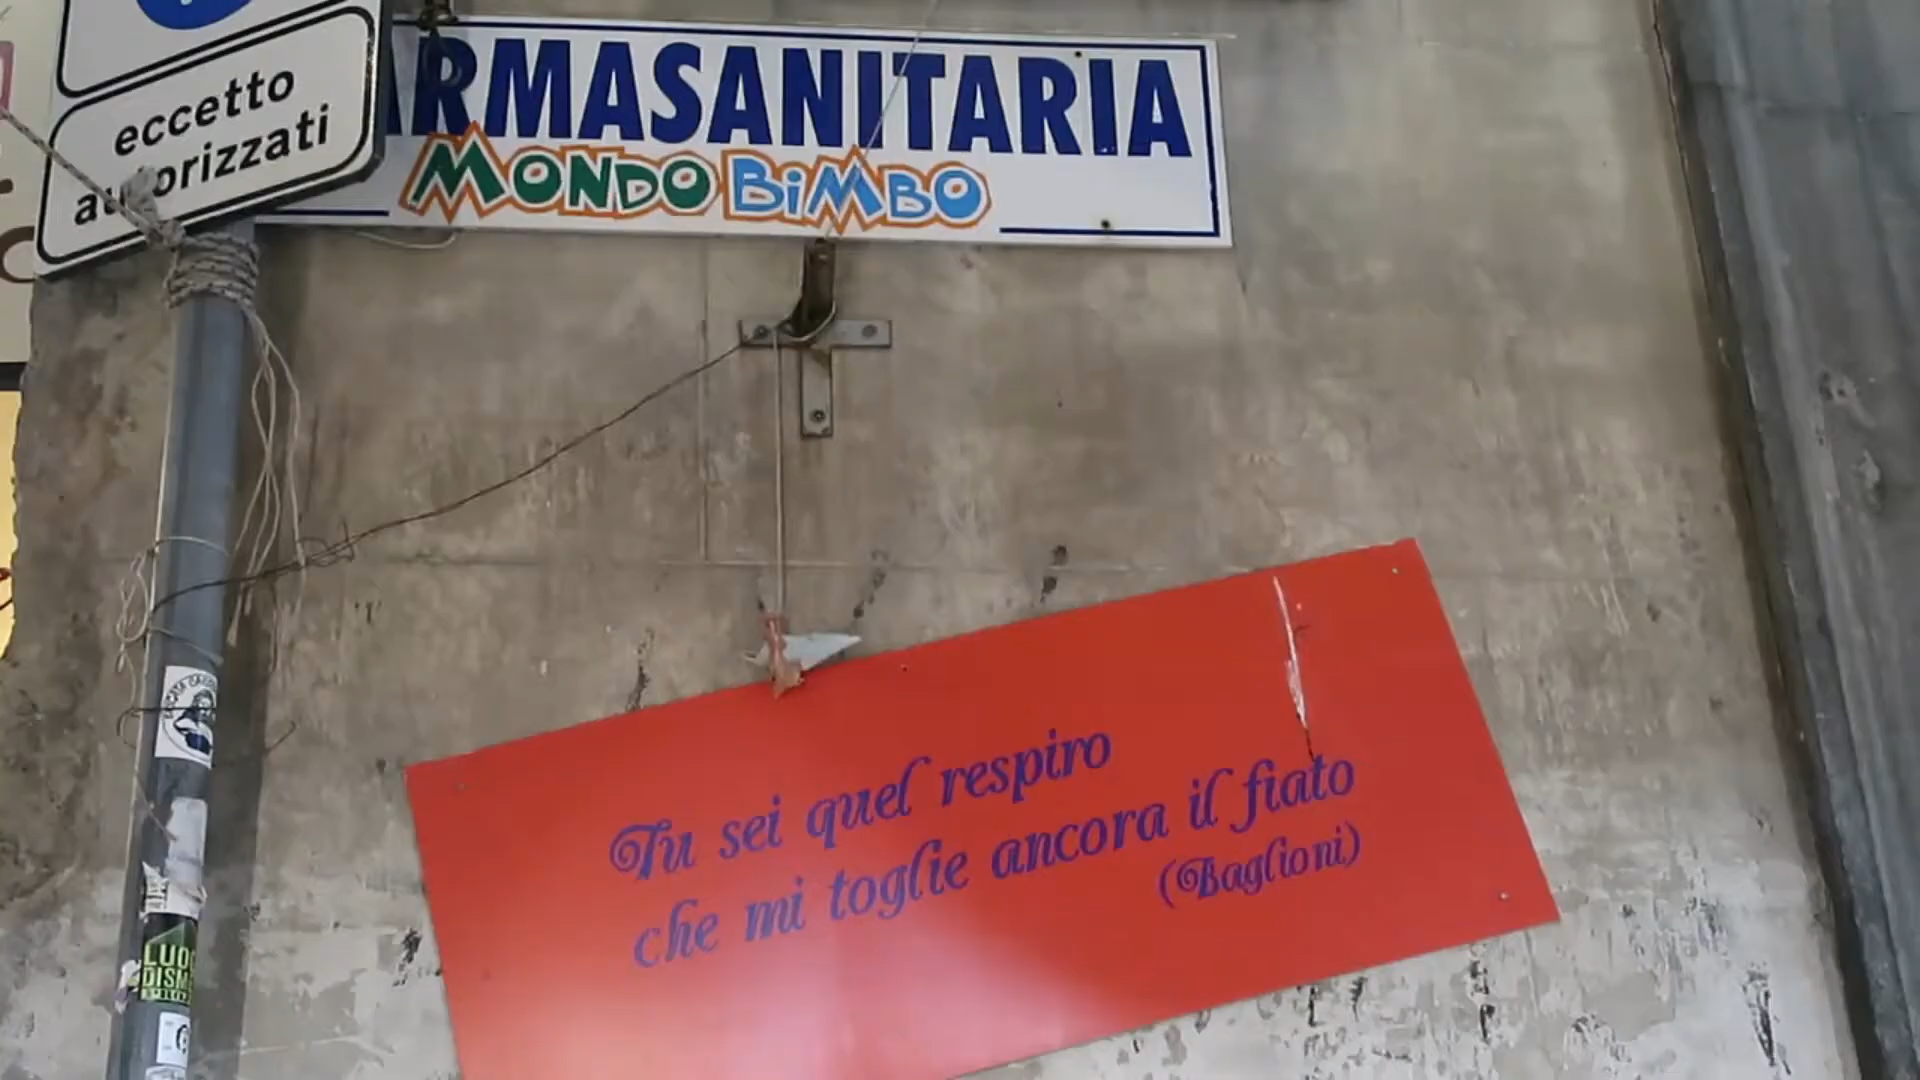 eccetto
autorizzati
ARMASANITARIA
MONDO BIMBO
Tu sei quel respiro
che mi toglie ancora il fiato
(Baglioni)